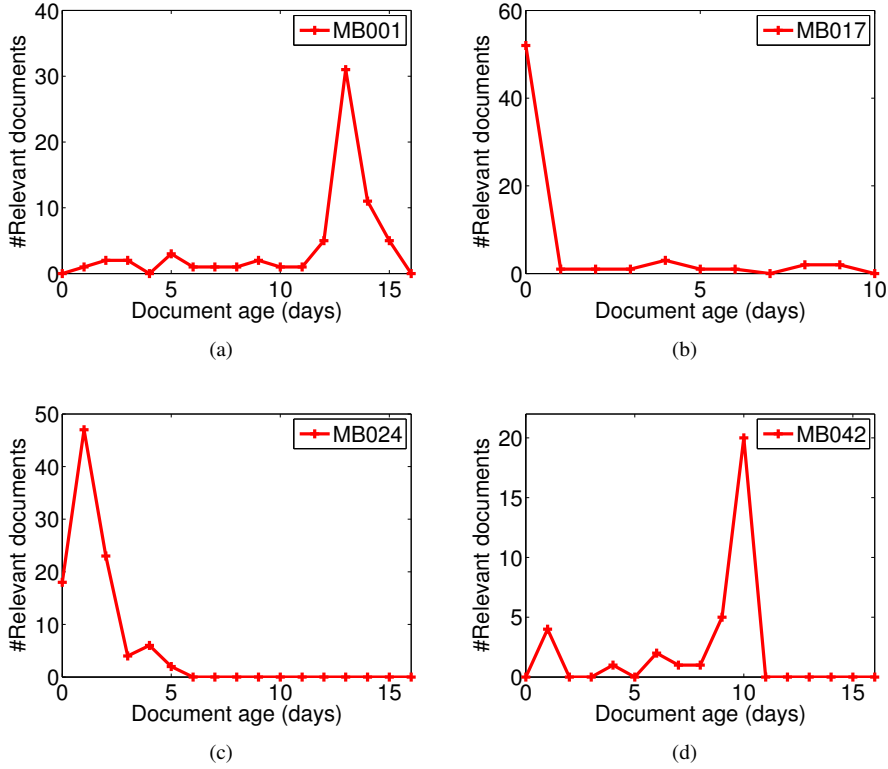 40
30
20
10
0
0 5 10 15
#Relevant documents
Document age (days)
MB001
(a)
60
40
20
0
0 5 10
#Relevant documents
Document age (days)
MB017
(b)
50
40
30
20
10
0
0 5 10 15
#Relevant documents
Document age (days)
MB024
(c)
20
15
10
5
0
0 5 10 15
#Relevant documents
Document age (days)
MB042
(d)